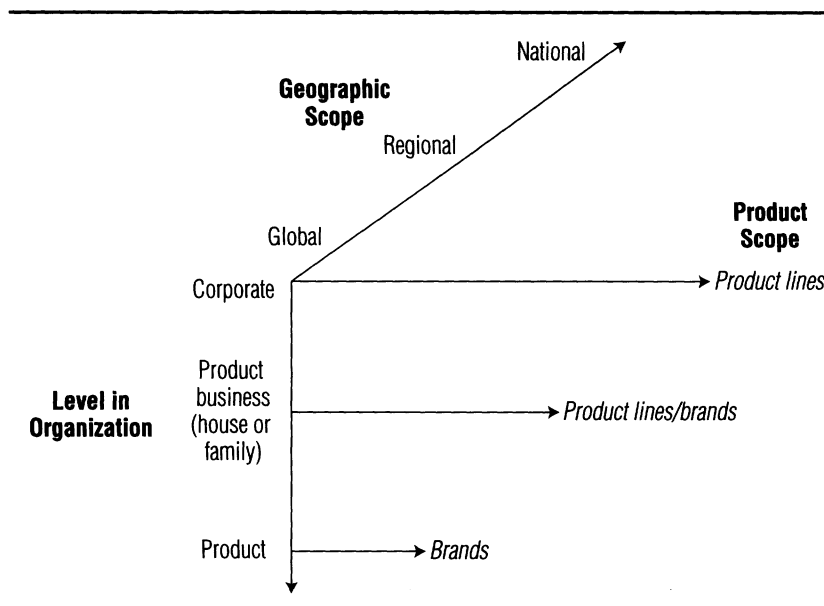 National
Geographic
Scope
Regional
Product
Scope
Global
Corporate
Product lines
Product
business
(house or
family)
Level in
Organization
Product lines/brands
Product
Brands